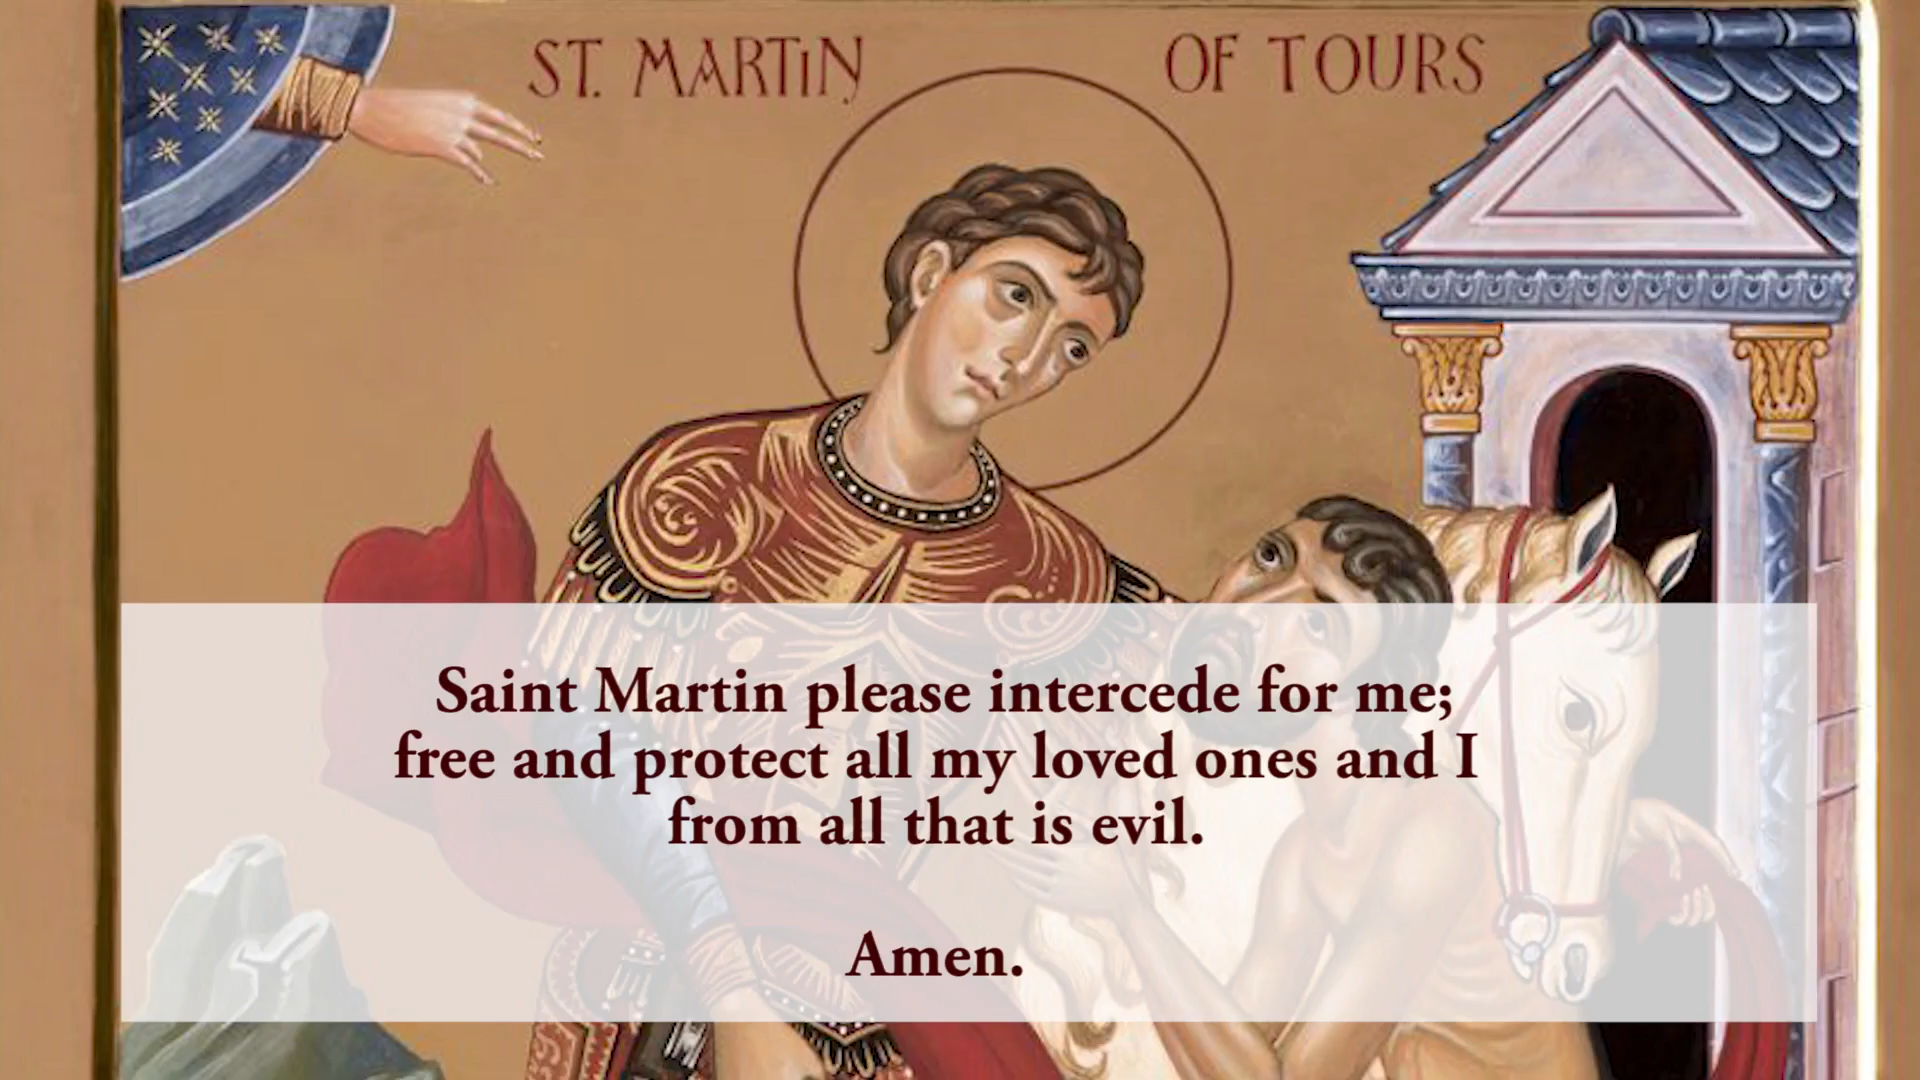 ST. MARTIN OF TOURS
Saint Martin please intercede for me;
free and protect all my loved ones and I
from all that is evil.
Amen.